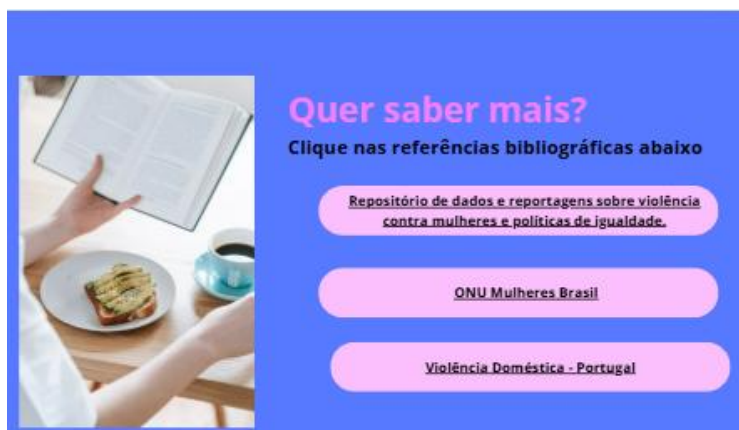 Quer saber mais?
Clique nas referências bibliográficas abaixo
Repositório de dados e reportagens sobre violência
contra mulheres e políticas de igualdade.
ONU Mulheres Brasil
Violência Doméstica - Portugal